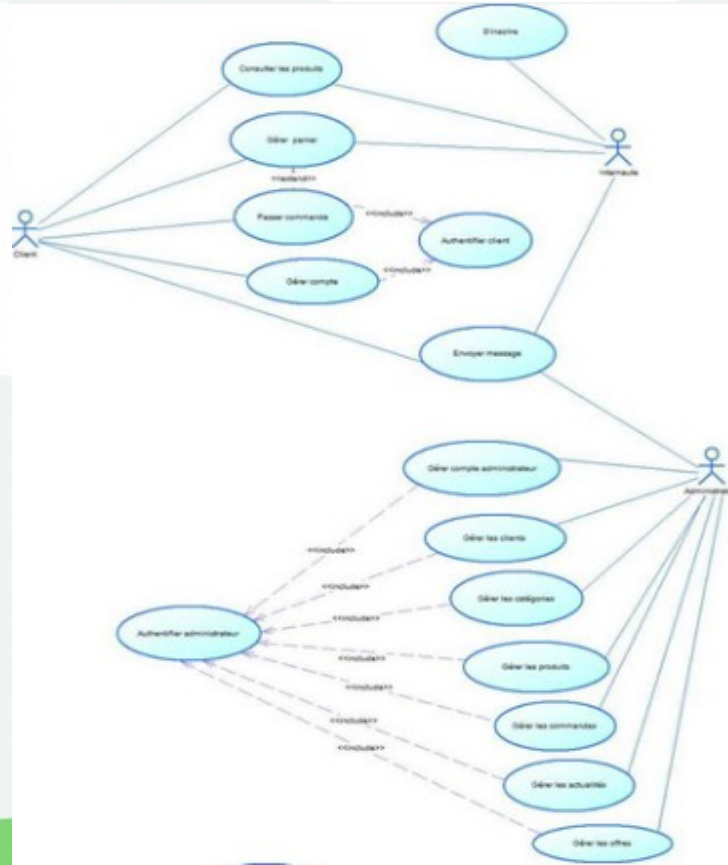 S'inscrire
Consulter les produits
Gérer panier
Internaute
<<extend>>
Passer commande
<<include>>
Client
Authentifier client
<<include>>
Gérer compte
Envoyer message
Gérer compte administrateur
Administrat
Gérer les clients
<<include>>
<<include>>
Gérer les catégories
<<include>>
Authentifier administrateur
<<include>>
Gérer les produits
<<include>>
<<include>>
Gérer les commandes
<<include>>
Gérer les actualités
Gérer les offres